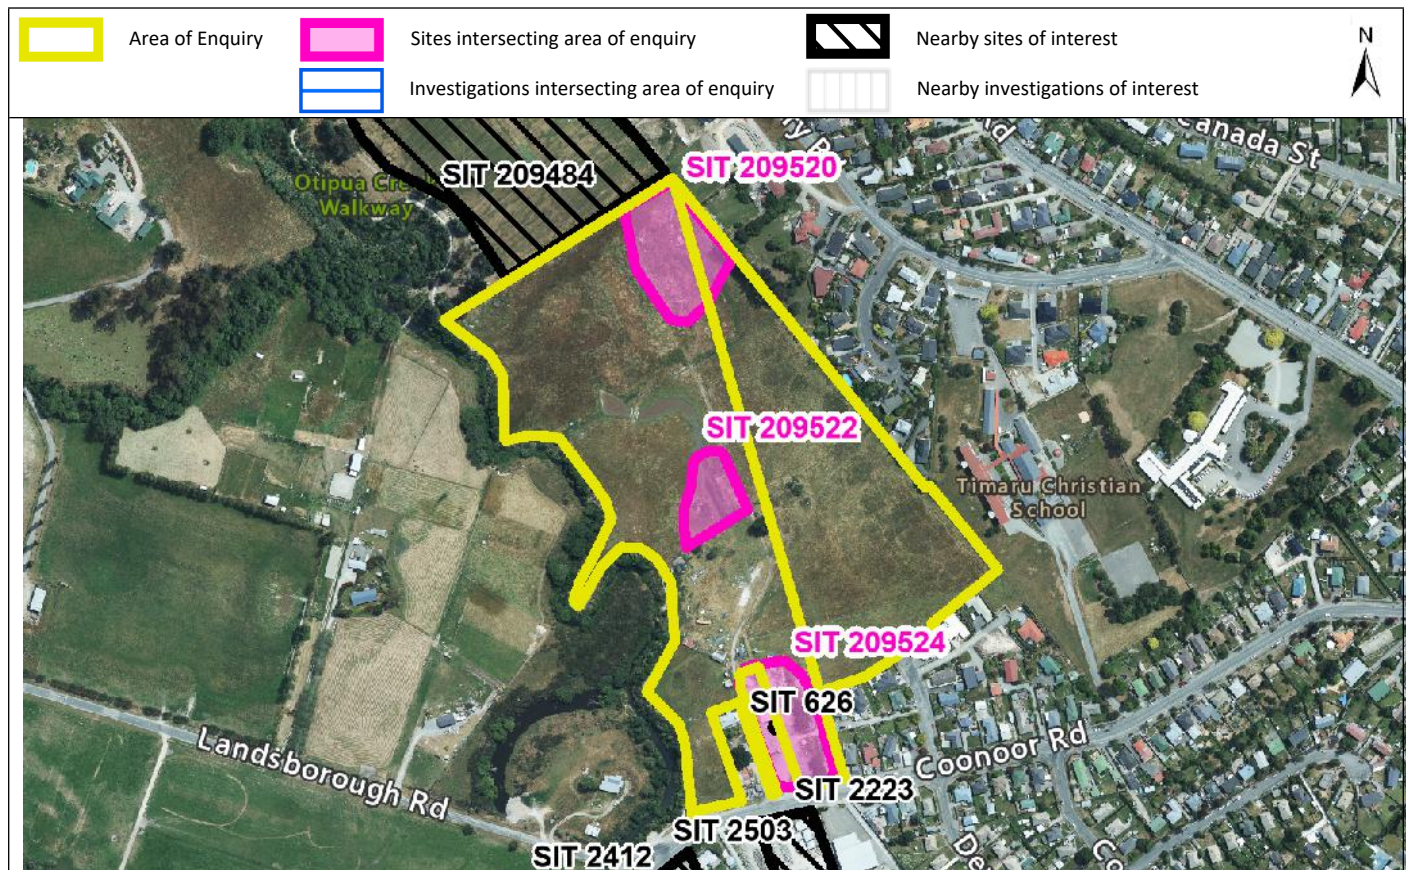 Area of Enquiry
Sites intersecting area of enquiry
Nearby sites of interest
N
Investigations intersecting area of enquiry
Nearby investigations of interest
Rd
Canada St
SIT 209484
SIT 209520
Otipua Creek
Walkway
SIT 209522
Timaru Christian
School
SIT 209524
SIT 626
Landsborough Rd
Coonoor Rd
SIT 2223
SIT 2503
SIT 2412